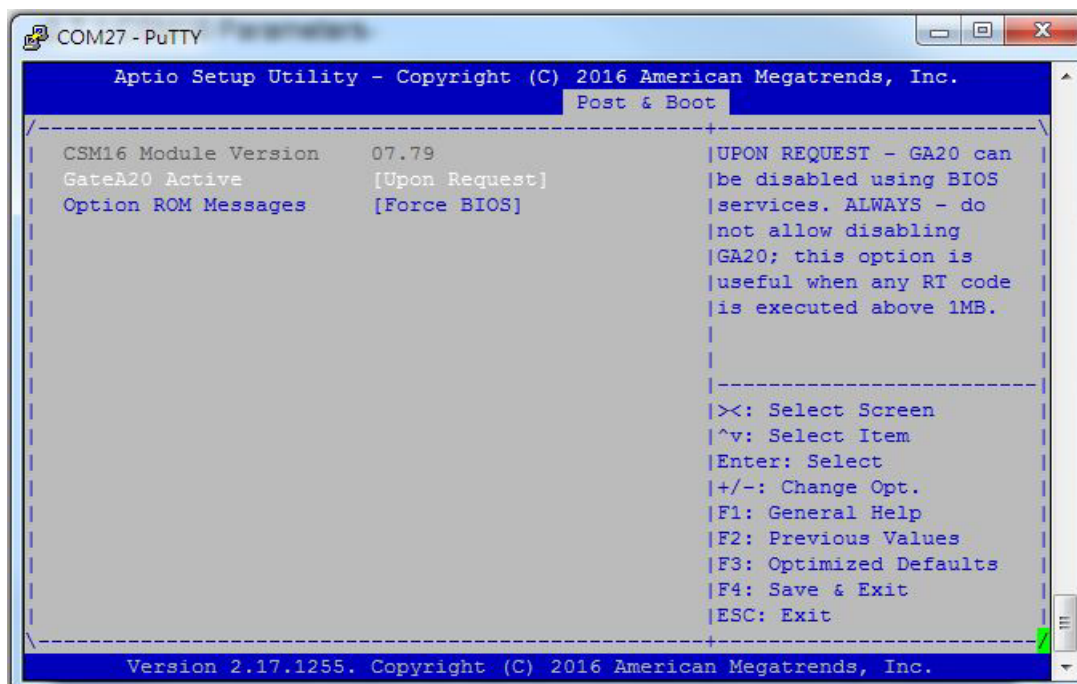 COM27 - PuTTY
Aptio Setup Utility - Copyright (C) 2016 American Megatrends, Inc.
Post & Boot
/----------------------------------------------------+-------------------------\
CSM16 Module Version 07.79
GateA20 Active [Upon Request]
Option ROM Messages [Force BIOS]
UPON REQUEST - GA20 can
be disabled using BIOS
services. ALWAYS - do
not allow disabling
GA20; this option is
useful when any RT code
is executed above 1MB.
><: Select Screen
^v: Select Item
Enter: Select
+/-: Change Opt.
F1: General Help
F2: Previous Values
F3: Optimized Defaults
F4: Save & Exit
ESC: Exit
\----------------------------------------------------+-------------------------/
Version 2.17.1255. Copyright (C) 2016 American Megatrends, Inc.